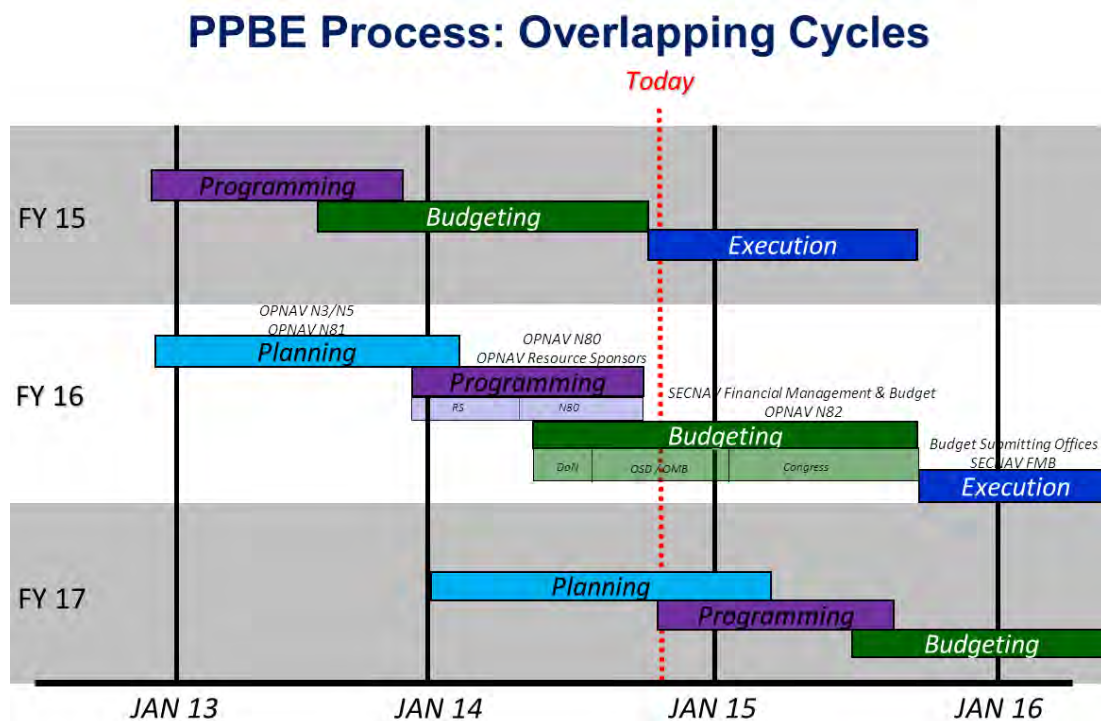 PPBE Process: Overlapping Cycles
Today
Programming
FY 15
Budgeting
Execution
OPNAV N3/N5
OPNAV N81
Planning
OPNAV N80
OPNAV Resource Sponsors
FY 16
Programming
RS
N80
SECNAV Financial Management & Budget
OPNAV N82
Budgeting
DoN
OSD / OMB
Congress
Budget Submitting Offices
SECNAV FMB
Execution
Planning
FY 17
Programming
Budgeting
JAN 13
JAN 14
JAN 15
JAN 16